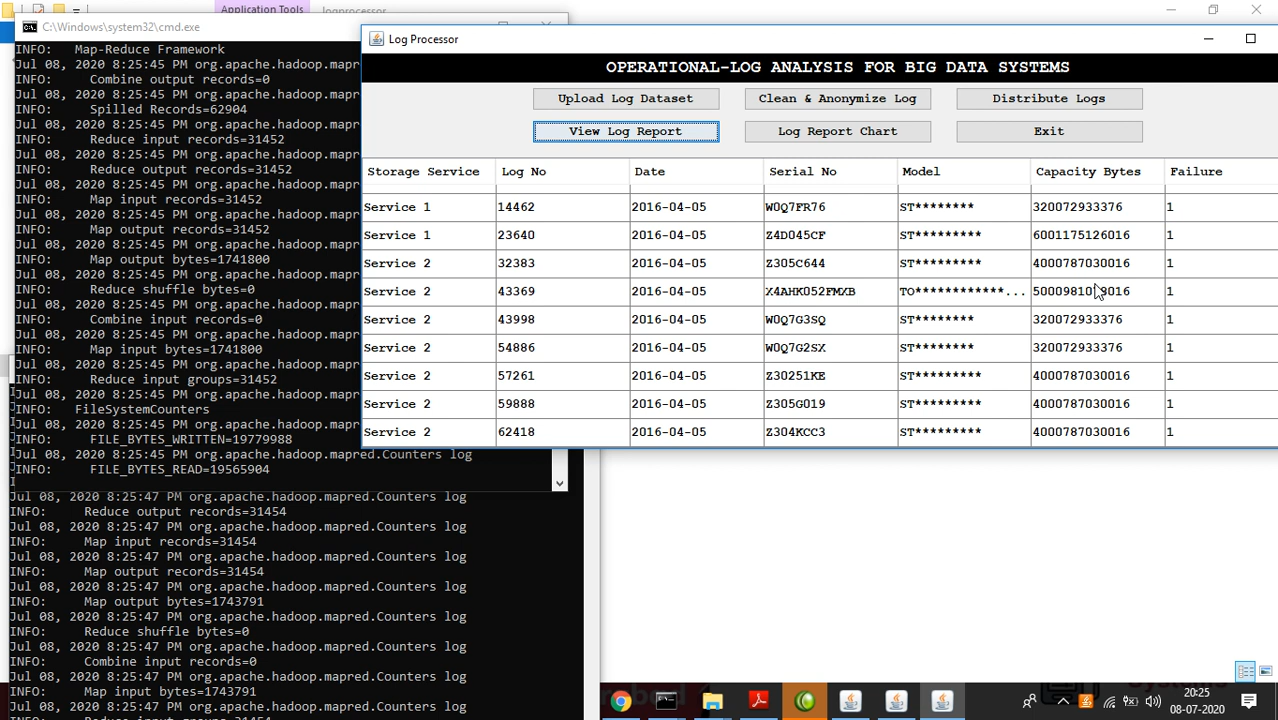 Application Tools
logprocessor
C:\Windows\system32\cmd.exe
INFO:   Map-Reduce Framework
Jul 08, 2020 8:25:45 PM org.apache.hadoop.mapr
INFO:     Combine output records=0
Jul 08, 2020 8:25:45 PM org.apache.hadoop.mapr
INFO:     Spilled Records=62904
Jul 08, 2020 8:25:45 PM org.apache.hadoop.mapr
INFO:     Reduce input records=31452
Jul 08, 2020 8:25:45 PM org.apache.hadoop.mapr
INFO:     Reduce output records=31452
Jul 08, 2020 8:25:45 PM org.apache.hadoop.mapr
INFO:     Map input records=31452
Jul 08, 2020 8:25:45 PM org.apache.hadoop.mapr
INFO:     Map output records=31452
Jul 08, 2020 8:25:45 PM org.apache.hadoop.mapr
INFO:     Map output bytes=1741800
Jul 08, 2020 8:25:45 PM org.apache.hadoop.mapr
INFO:     Reduce shuffle bytes=0
Jul 08, 2020 8:25:45 PM org.apache.hadoop.mapr
INFO:     Combine input records=0
Jul 08, 2020 8:25:45 PM org.apache.hadoop.mapr
INFO:     Map input bytes=1741800
Jul 08, 2020 8:25:45 PM org.apache.hadoop.mapr
INFO:     Reduce input groups=31452
Jul 08, 2020 8:25:45 PM org.apache.hadoop.mapr
INFO:   FileSystemCounters
Jul 08, 2020 8:25:45 PM org.apache.hadoop.mapr
INFO:     FILE_BYTES_WRITTEN=19779988
Jul 08, 2020 8:25:45 PM org.apache.hadoop.mapred.Counters log
INFO:     FILE_BYTES_READ=19565904
Jul 08, 2020 8:25:47 PM org.apache.hadoop.mapred.Counters log
INFO:     Reduce output records=31454
Jul 08, 2020 8:25:47 PM org.apache.hadoop.mapred.Counters log
INFO:     Map input records=31454
Jul 08, 2020 8:25:47 PM org.apache.hadoop.mapred.Counters log
INFO:     Map output records=31454
Jul 08, 2020 8:25:47 PM org.apache.hadoop.mapred.Counters log
INFO:     Map output bytes=1743791
Jul 08, 2020 8:25:47 PM org.apache.hadoop.mapred.Counters log
INFO:     Reduce shuffle bytes=0
Jul 08, 2020 8:25:47 PM org.apache.hadoop.mapred.Counters log
INFO:     Combine input records=0
Jul 08, 2020 8:25:47 PM org.apache.hadoop.mapred.Counters log
INFO:     Map input bytes=1743791
Jul 08, 2020 8:25:47 PM org.apache.hadoop.mapred.Counters log
Log Processor
OPERATIONAL-LOG ANALYSIS FOR BIG DATA SYSTEMS
Upload Log Dataset Clean & Anonymize Log Distribute Logs
View Log Report Log Report Chart Exit
Storage Service Log No Date Serial No Model Capacity Bytes Failure
Service 1 14462 2016-04-05 W0Q7FR76 ST******** 320072933376 1
Service 1 23640 2016-04-05 Z4D045CF ST********* 6001175126016 1
Service 2 32383 2016-04-05 Z305C644 ST********* 4000787030016 1
Service 2 43369 2016-04-05 X4AHK052FMXB TO************... 1
Service 2 43998 2016-04-05 W0Q7G3SQ ST******** 320072933376 1
Service 2 54886 2016-04-05 W0Q7G2SX ST******** 320072933376 1
Service 2 57261 2016-04-05 Z30251KE ST********* 4000787030016 1
Service 2 59888 2016-04-05 Z305G019 ST********* 4000787030016 1
Service 2 62418 2016-04-05 Z304KCC3 ST********* 4000787030016 1
20:25
08-07-2020